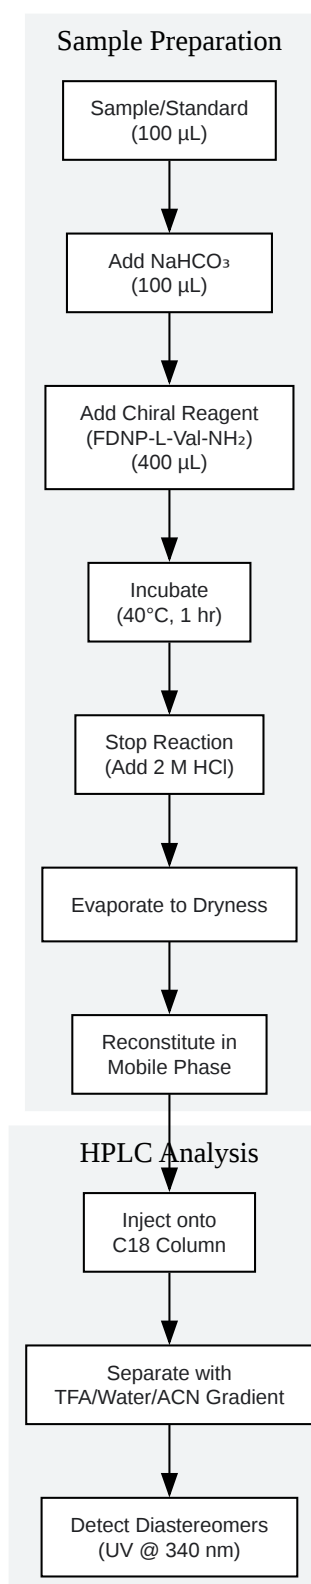 Sample Preparation
Sample/Standard
(100 µL)
Add NaHCO₃
(100 µL)
Add Chiral Reagent
(FDNP-L-Val-NH₂)
(400 µL)
Incubate
(40°C, 1 hr)
Stop Reaction
(Add 2 M HCl)
Evaporate to Dryness
Reconstitute in
Mobile Phase
HPLC Analysis
Inject onto
C18 Column
Separate with
TFA/Water/ACN Gradient
Detect Diastereomers
(UV @ 340 nm)